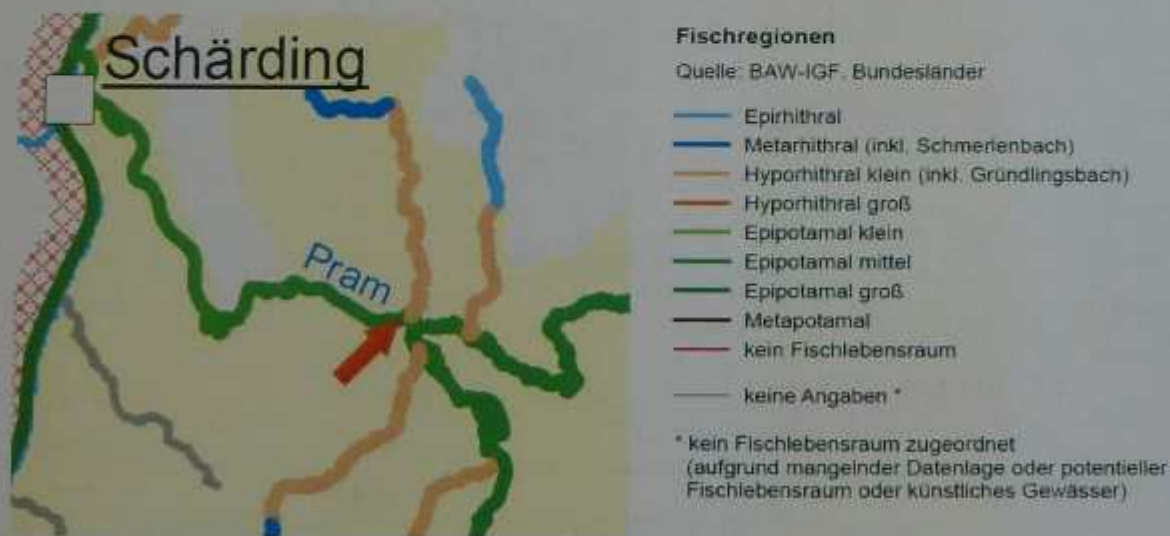 Schärding
Pram
Fischregionen
Quelle: BAW-IGF, Bundesländer
Epirhithral
Metarhithral (inkl. Schmerlenbach)
Hyporhithral klein (inkl. Gründlingsbach)
Hyporhithral groß
Epipotamal klein
Epipotamal mittel
Epipotamal groß
Metapotamal
kein Fischlebensraum
keine Angaben *
* kein Fischlebensraum zugeordnet
(aufgrund mangelnder Datenlage oder potentieller
Fischlebensraum oder künstliches Gewässer)